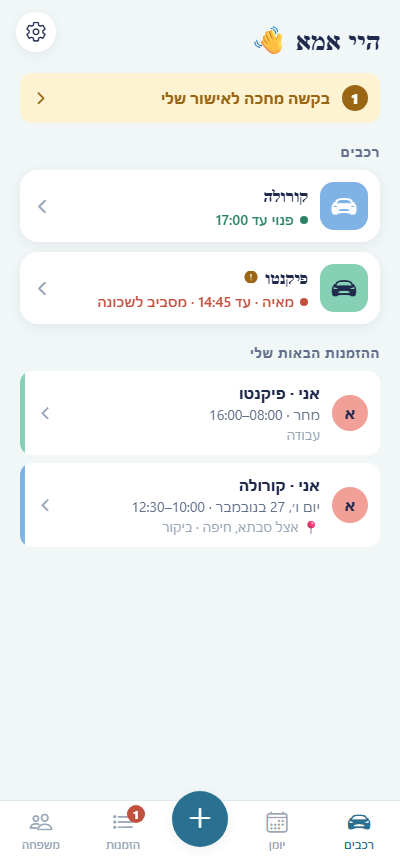 היי אמא 👋
1 בקשה מחכה לאישור שלי
רכבים
קורולה
פנוי עד 17:00
פיקנטו !
מאיה · עד 14:45 · מסביב לשכונה
ההזמנות הבאות שלי
א
אני · פיקנטו
מחר · 08:00–16:00
עבודה
א
אני · קורולה
יום ו׳, 27 בנובמבר · 10:00–12:30
📍 אצל סבתא, חיפה · ביקור
רכבים
יומן
+
הזמנות
1
משפחה